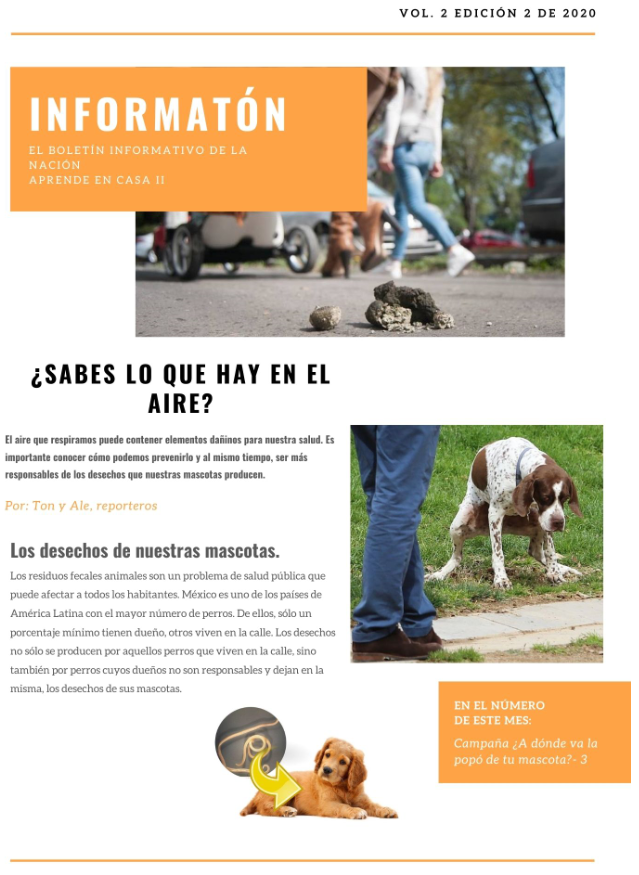 VOL. 2 EDICIÓN 2 DE 2020
INFORMATÓN
EL BOLETÍN INFORMATIVO DE LA
NACIÓN
APRENDE EN CASA II
¿SABES LO QUE HAY EN EL
AIRE?
El aire que respiramos puede contener elementos dañinos para nuestra salud. Es
importante conocer cómo podemos prevenirlo y al mismo tiempo, ser más
responsables de los desechos que nuestras mascotas producen.
Por: Ton y Ale, reporteros
Los desechos de nuestras mascotas.
Los residuos fecales animales son un problema de salud pública que
puede afectar a todos los habitantes. México es uno de los países de
América Latina con el mayor número de perros. De ellos, sólo un
porcentaje mínimo tienen dueño, otros viven en la calle. Los desechos
no sólo se producen por aquellos perros que viven en la calle, sino
también por perros cuyos dueños no son responsables y dejan en la
misma, los desechos de sus mascotas.
EN EL NÚMERO
DE ESTE MES:
Campaña ¿A dónde va la
popó de tu mascota?- 3